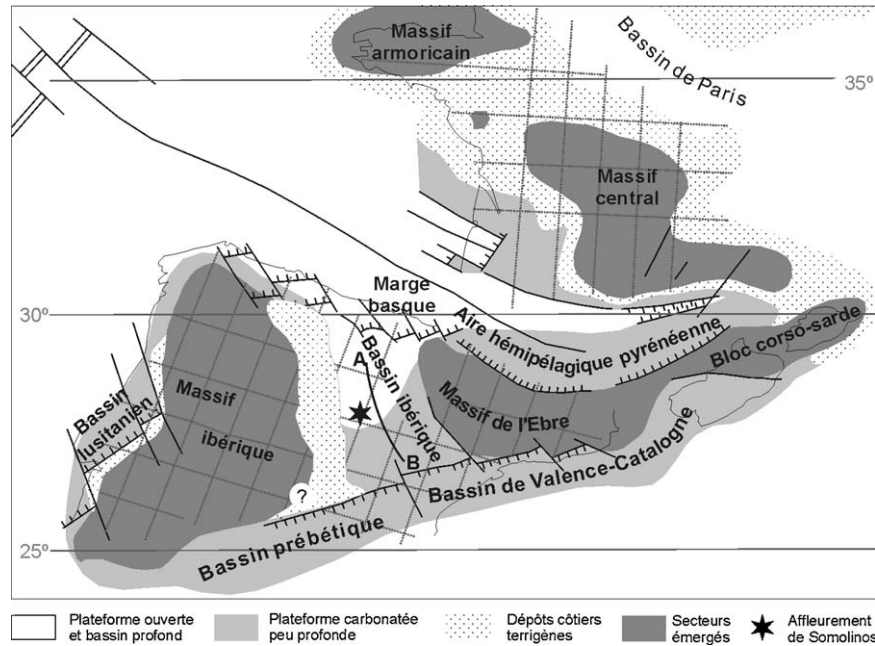 Massif
armoricain
Bassin de Paris
35º
Massif
central
30º
Marge
basque
Aire hémipélagique pyrénéenne
Bloc corso-sarde
A
Bassin ibérique
Massif
ibérique
Bassin
lusitanien
Massif de l'Ebre
B
Bassin de Valence-Catalogne
?
Bassin prébétique
25º
Plateforme ouverte
et bassin profond
Plateforme carbonatée
peu profonde
Dépôts côtiers
terrigènes
Secteurs
émergés
Affleurement
de Somolinos